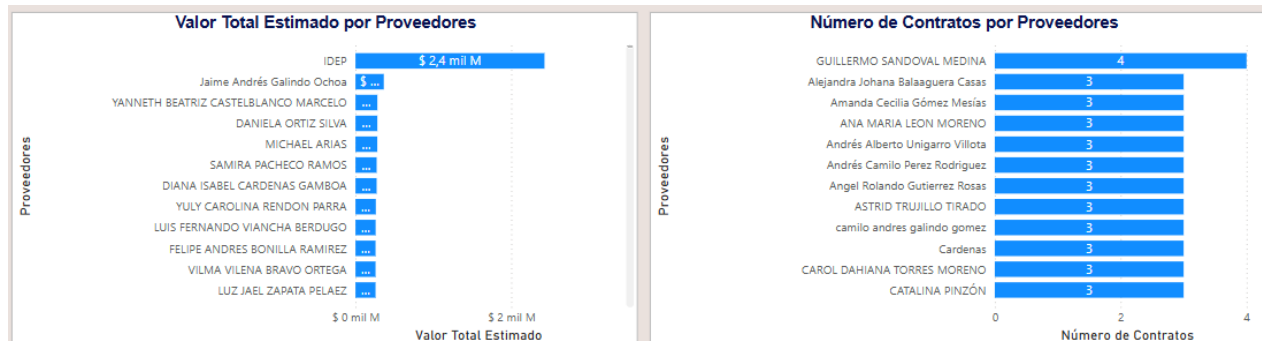 Valor Total Estimado por Proveedores
Proveedores
IDEP $ 2,4 mil M
Jaime Andrés Galindo Ochoa $ ...
YANNETH BEATRIZ CASTELBLANCO MARCELO ...
DANIELA ORTIZ SILVA ...
MICHAEL ARIAS ...
SAMIRA PACHECO RAMOS ...
DIANA ISABEL CARDENAS GAMBOA ...
YULY CAROLINA RENDON PARRA ...
LUIS FERNANDO VIANCHA BERDUGO ...
FELIPE ANDRES BONILLA RAMIREZ ...
VILMA VILENA BRAVO ORTEGA ...
LUZ JAEL ZAPATA PELAEZ ...
$ 0 mil M $ 2 mil M
Valor Total Estimado
Número de Contratos por Proveedores
Proveedores
GUILLERMO SANDOVAL MEDINA 4
Alejandra Johana Balaaguera Casas 3
Amanda Cecilia Gómez Mesías 3
ANA MARIA LEON MORENO 3
Andrés Alberto Unigarro Villota 3
Andrés Camilo Perez Rodriguez 3
Angel Rolando Gutierrez Rosas 3
ASTRID TRUJILLO TIRADO 3
camilo andres galindo gomez 3
Cardenas 3
CAROL DAHIANA TORRES MORENO 3
CATALINA PINZÓN 3
0 2 4
Número de Contratos